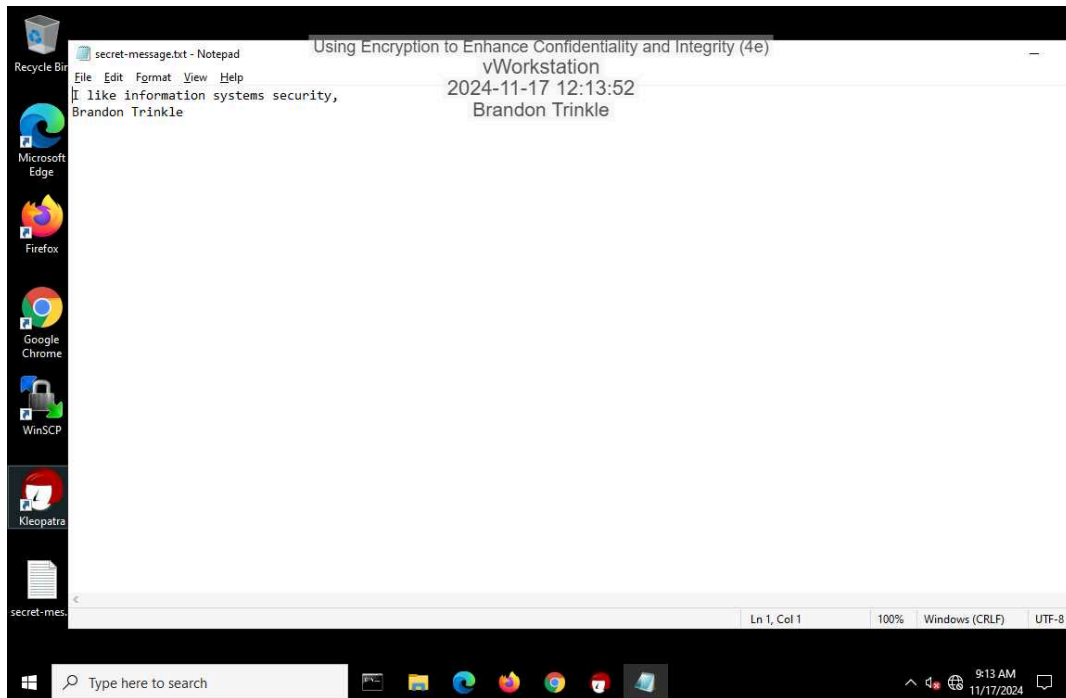 Using Encryption to Enhance Confidentiality and Integrity (4e)
vWorkstation
2024-11-17 12:13:52
Brandon Trinkle
Recycle Bin
secret-message.txt - Notepad
File Edit Format View Help
I like information systems security,
Brandon Trinkle
Microsoft
Edge
Firefox
Google
Chrome
WinSCP
Kleopatra
secret-mes.
Ln 1, Col 1 100% Windows (CRLF) UTF-8
Type here to search
9:13 AM
11/17/2024